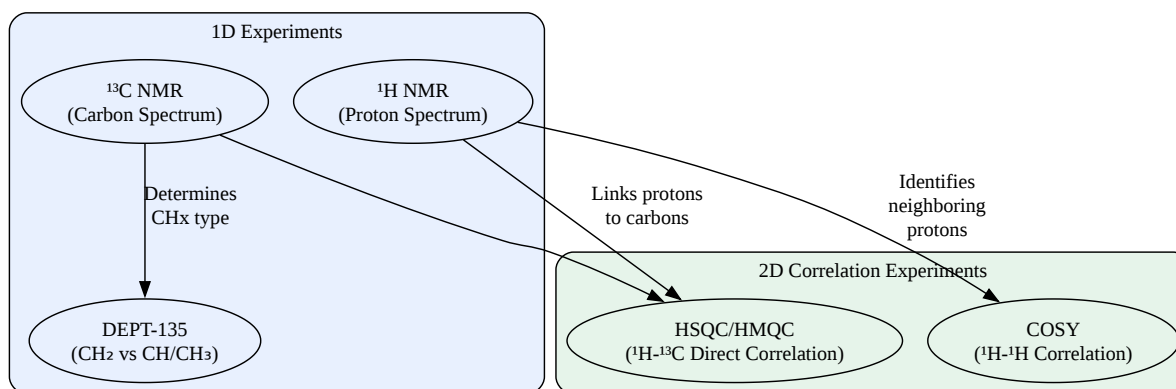 1D Experiments
¹³C NMR
(Carbon Spectrum)
¹H NMR
(Proton Spectrum)
Determines
CHx type
Links protons
to carbons
Identifies
neighboring
protons
2D Correlation Experiments
DEPT-135
(CH₂ vs CH/CH₃)
HSQC/HMQC
(¹H-¹³C Direct Correlation)
COSY
(¹H-¹H Correlation)